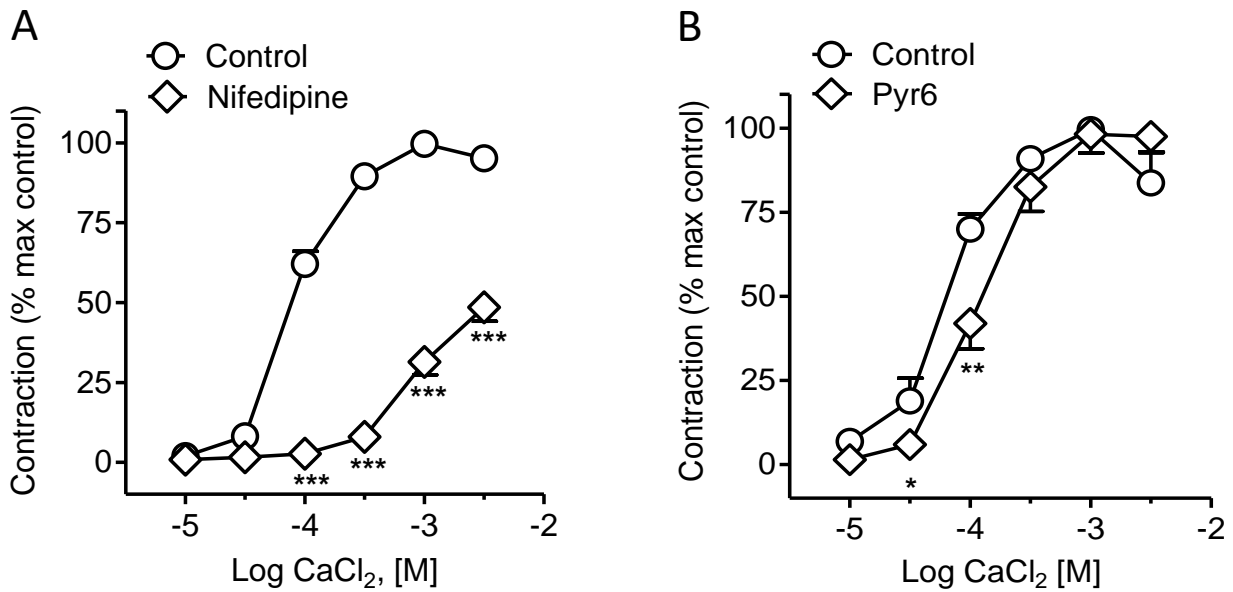 A
Control
Nifedipine
Contraction (% max control)
100
75
50
25
0
***
***
***
***
-5
-4
-3
-2
Log CaCl₂, [M]
B
Control
Pyr6
Contraction (% max control)
100
75
50
25
0
**
*
-5
-4
-3
-2
Log CaCl₂ [M]